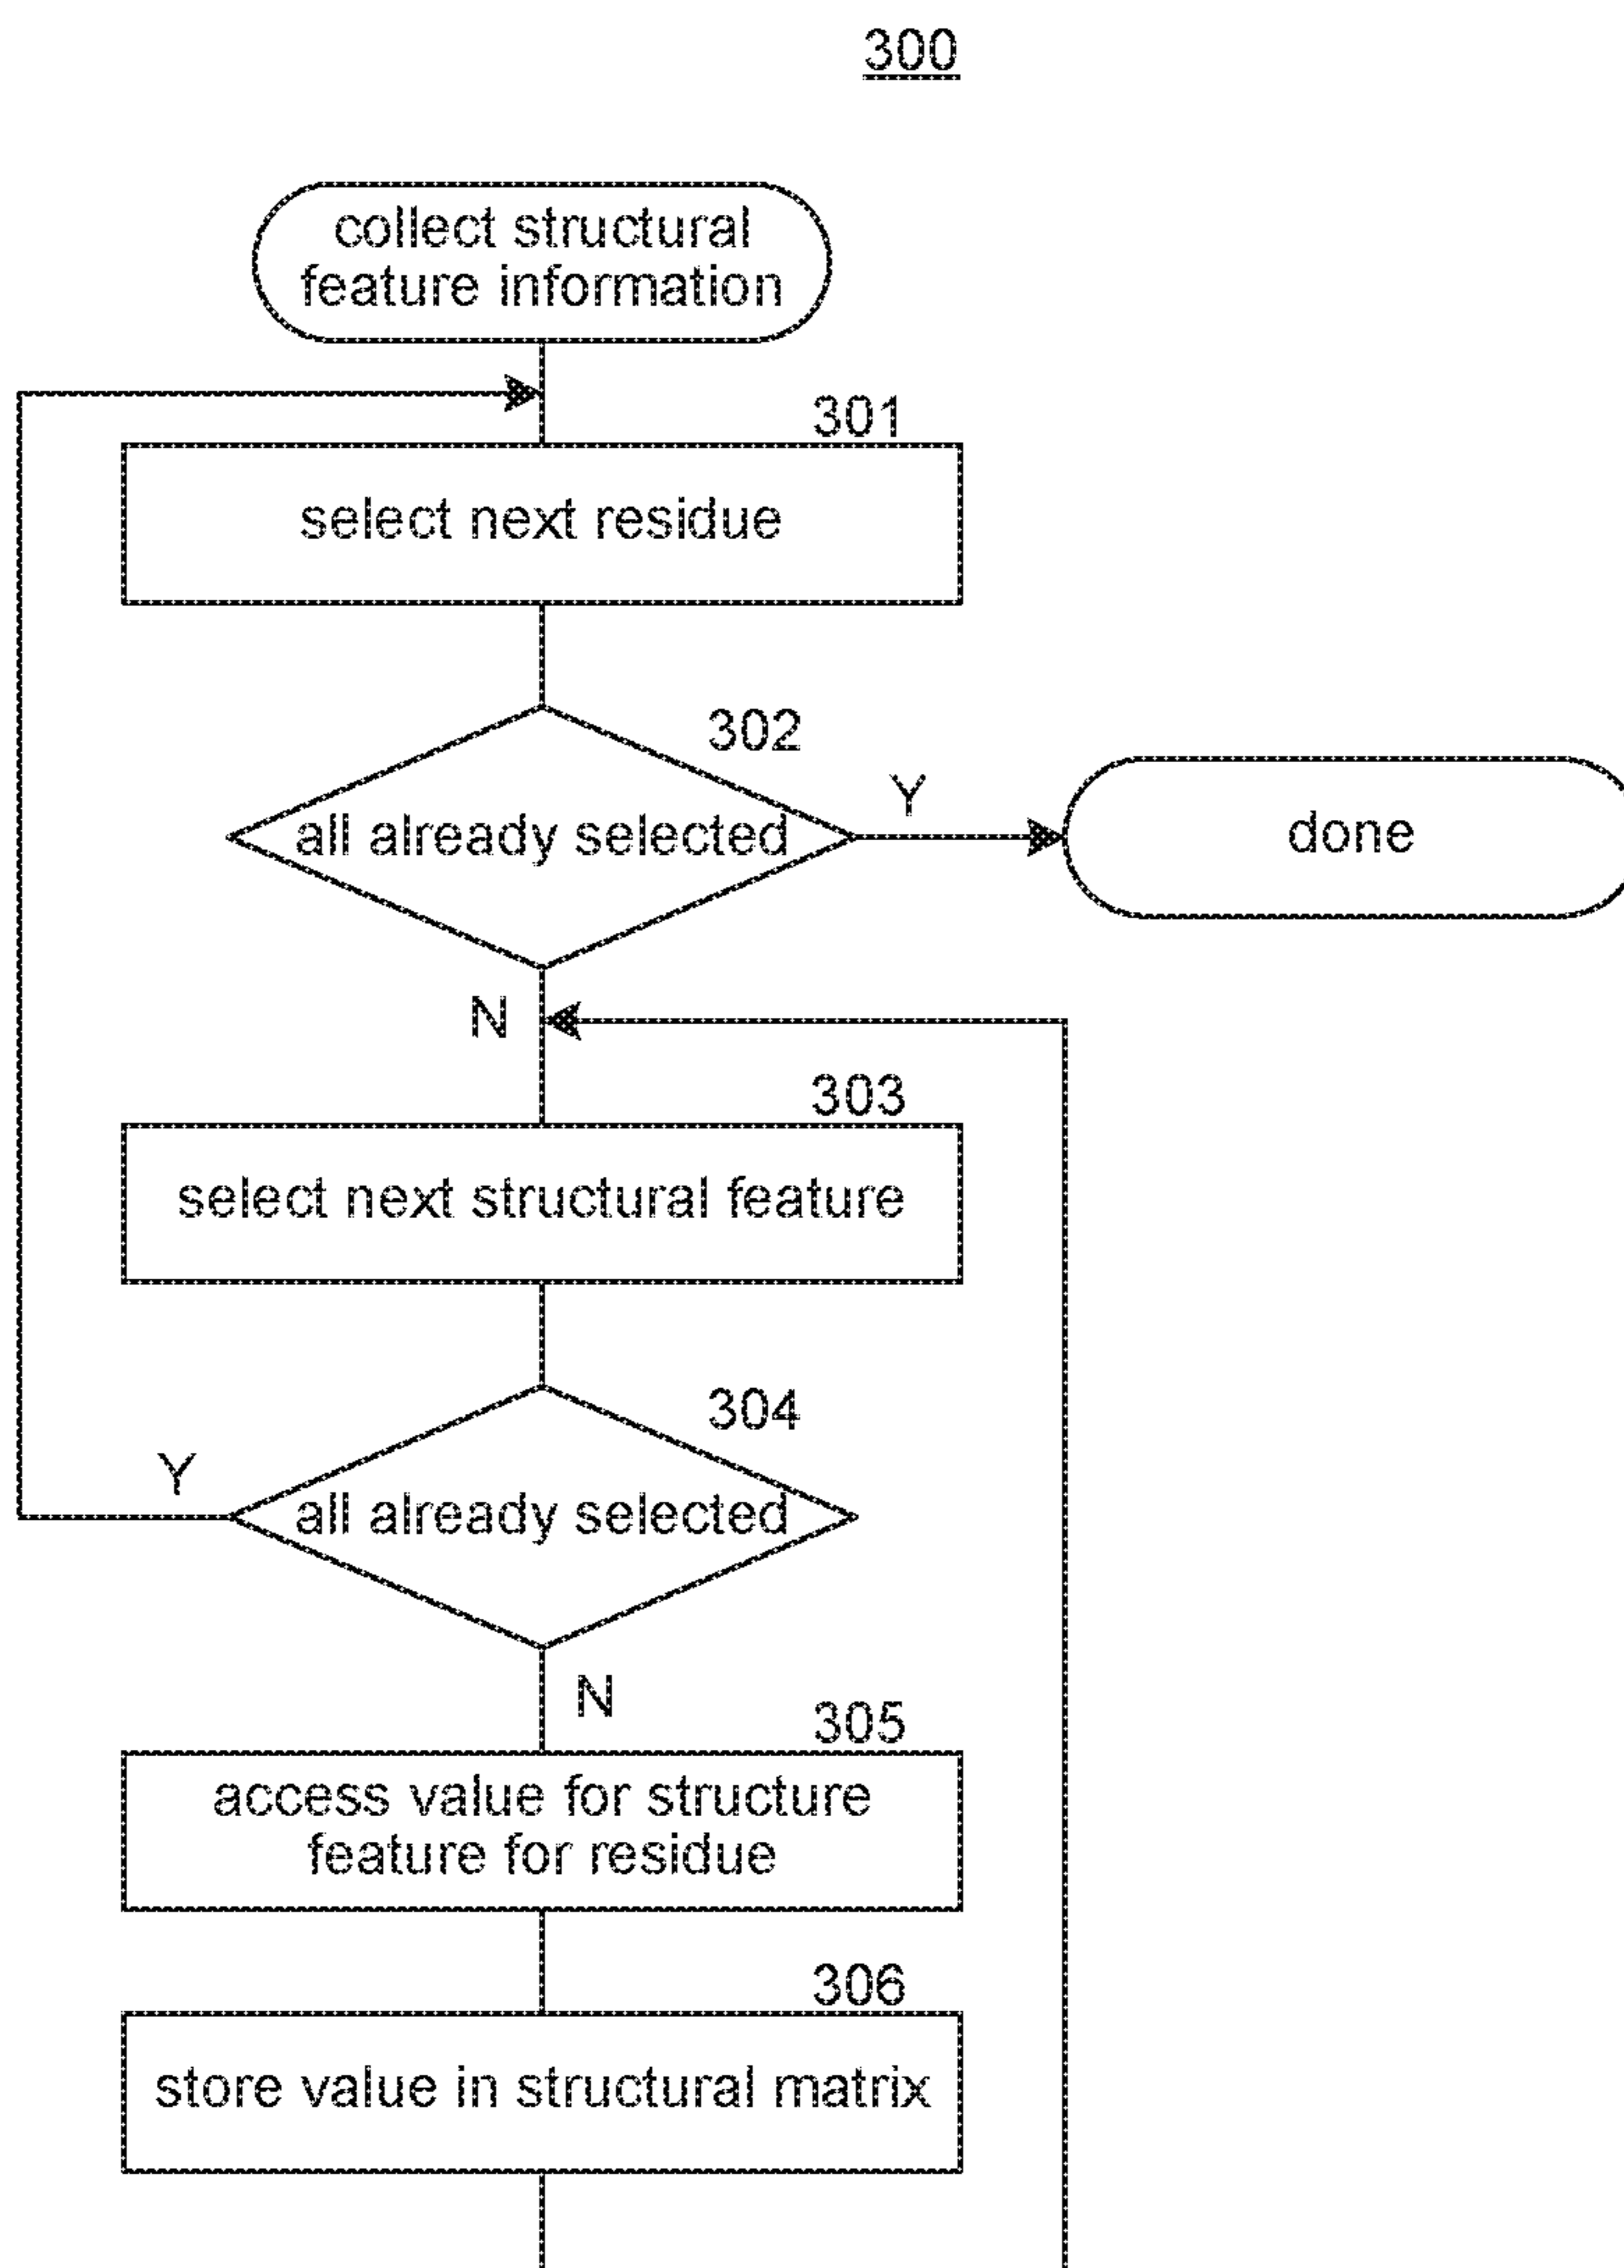 300
collect structural
feature information
301
select next residue
302
all already selected
Y
done
N
303
select next structural feature
304
all already selected
Y
N
305
access value for structure
feature for residue
306
store value in structural matrix